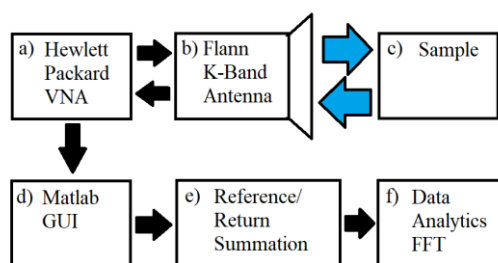 a) Hewlett
Packard
VNA
b) Flann
K-Band
Antenna
c) Sample
d) Matlab
GUI
e) Reference/
Return
Summation
f) Data
Analytics
FFT